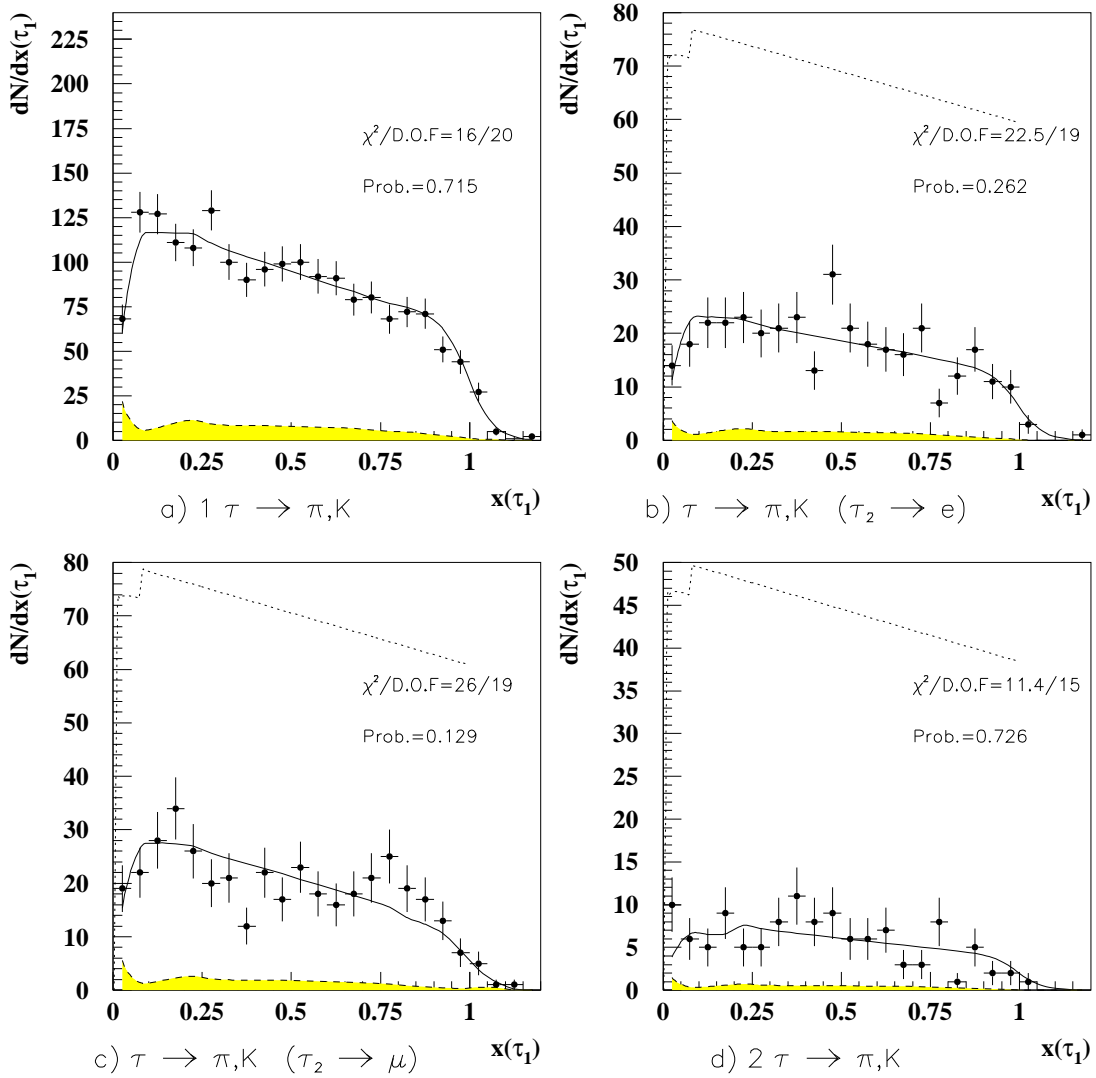 dN/dx(τ₁)
225
200
175
150
125
100
75
50
25
0
χ²/D.O.F=16/20
Prob.=0.715
0 0.25 0.5 0.75 1
x(τ₁)
a) 1 τ → π,K
dN/dx(τ₁)
80
70
60
50
40
30
20
10
0
χ²/D.O.F=22.5/19
Prob.=0.262
0 0.25 0.5 0.75 1
x(τ₁)
b) τ → π,K (τ₂ → e)
dN/dx(τ₁)
80
70
60
50
40
30
20
10
0
χ²/D.O.F=26/19
Prob.=0.129
0 0.25 0.5 0.75 1
x(τ₁)
c) τ → π,K (τ₂ → μ)
dN/dx(τ₁)
50
45
40
35
30
25
20
15
10
5
0
χ²/D.O.F=11.4/15
Prob.=0.726
0 0.25 0.5 0.75 1
x(τ₁)
d) 2 τ → π,K